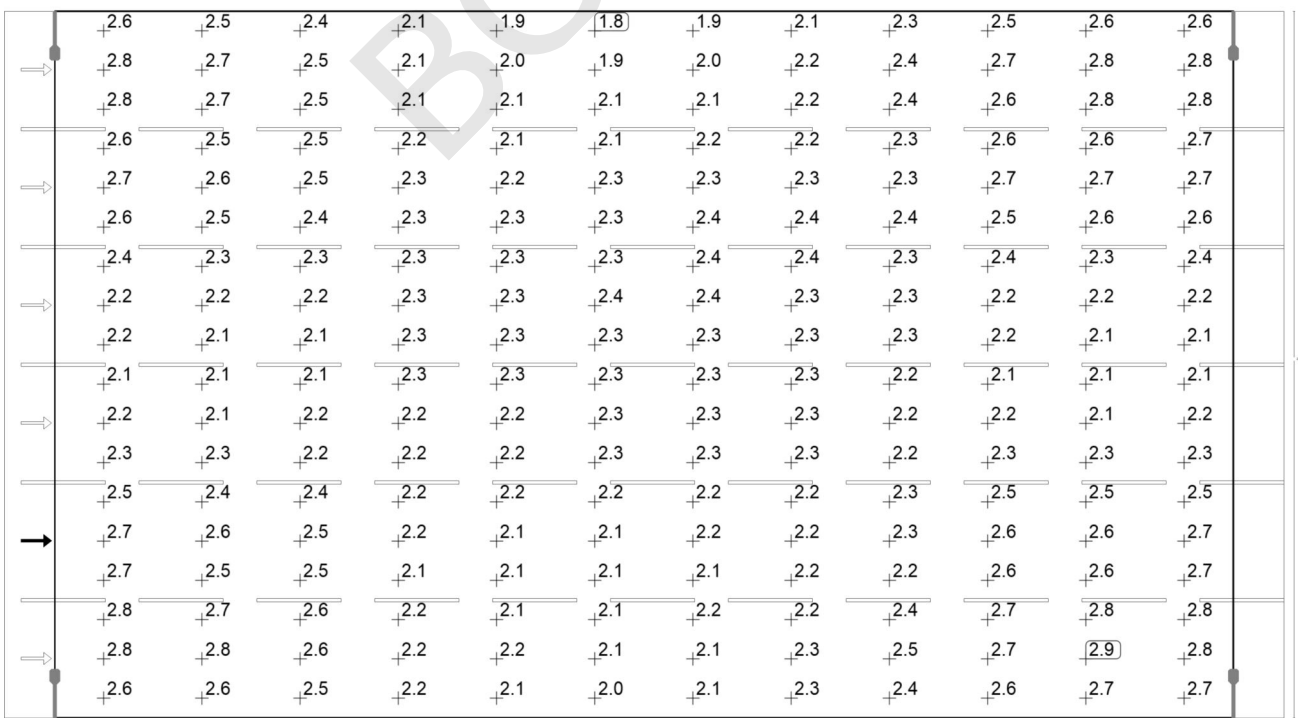 2.6 2.5 2.4 2.1 1.9 1.8 1.9 2.1 2.3 2.5 2.6 2.6
2.8 2.7 2.5 2.1 2.0 1.9 2.0 2.2 2.4 2.7 2.8 2.8
2.8 2.7 2.5 2.1 2.1 2.1 2.1 2.2 2.4 2.6 2.8 2.8
2.6 2.5 2.5 2.2 2.1 2.1 2.2 2.2 2.3 2.6 2.6 2.7
2.7 2.6 2.5 2.3 2.2 2.3 2.3 2.3 2.3 2.7 2.7 2.7
2.6 2.5 2.4 2.3 2.3 2.3 2.4 2.4 2.4 2.5 2.6 2.6
2.4 2.3 2.3 2.3 2.3 2.3 2.4 2.4 2.3 2.4 2.3 2.4
2.2 2.2 2.2 2.3 2.3 2.4 2.4 2.3 2.3 2.2 2.2 2.2
2.2 2.1 2.1 2.3 2.3 2.3 2.3 2.3 2.3 2.2 2.1 2.1
2.1 2.1 2.1 2.3 2.3 2.3 2.3 2.3 2.2 2.1 2.1 2.1
2.2 2.1 2.2 2.2 2.2 2.3 2.3 2.3 2.2 2.2 2.1 2.2
2.3 2.3 2.2 2.2 2.2 2.3 2.3 2.3 2.2 2.3 2.3 2.3
2.5 2.4 2.4 2.2 2.2 2.2 2.2 2.2 2.3 2.5 2.5 2.5
2.7 2.6 2.5 2.2 2.1 2.1 2.2 2.2 2.3 2.6 2.6 2.7
2.7 2.5 2.5 2.1 2.1 2.1 2.1 2.2 2.2 2.6 2.6 2.7
2.8 2.7 2.6 2.2 2.1 2.1 2.2 2.2 2.4 2.7 2.8 2.8
2.8 2.8 2.6 2.2 2.2 2.1 2.1 2.3 2.5 2.7 2.9 2.8
2.6 2.6 2.5 2.2 2.1 2.0 2.1 2.3 2.4 2.6 2.7 2.7